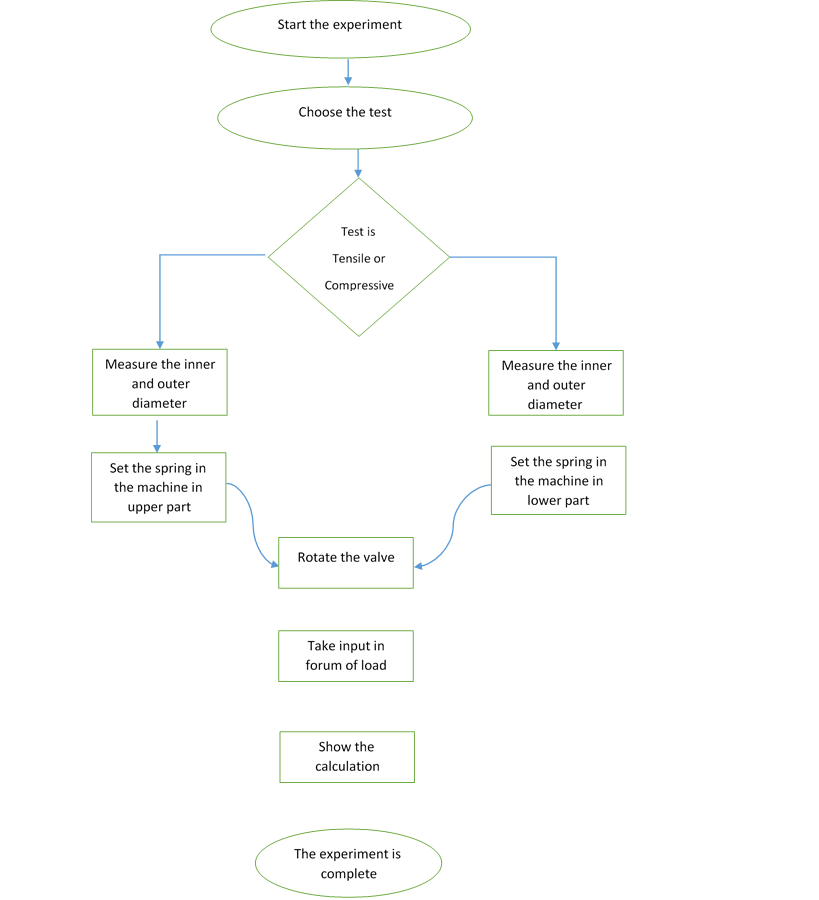 Start the experiment
Choose the test
Test is
Tensile or
Compressive
Measure the inner
and outer
diameter
Measure the inner
and outer
diameter
Set the spring in
the machine in
upper part
Set the spring in
the machine in
lower part
Rotate the valve
Take input in
forum of load
Show the
calculation
The experiment is
complete